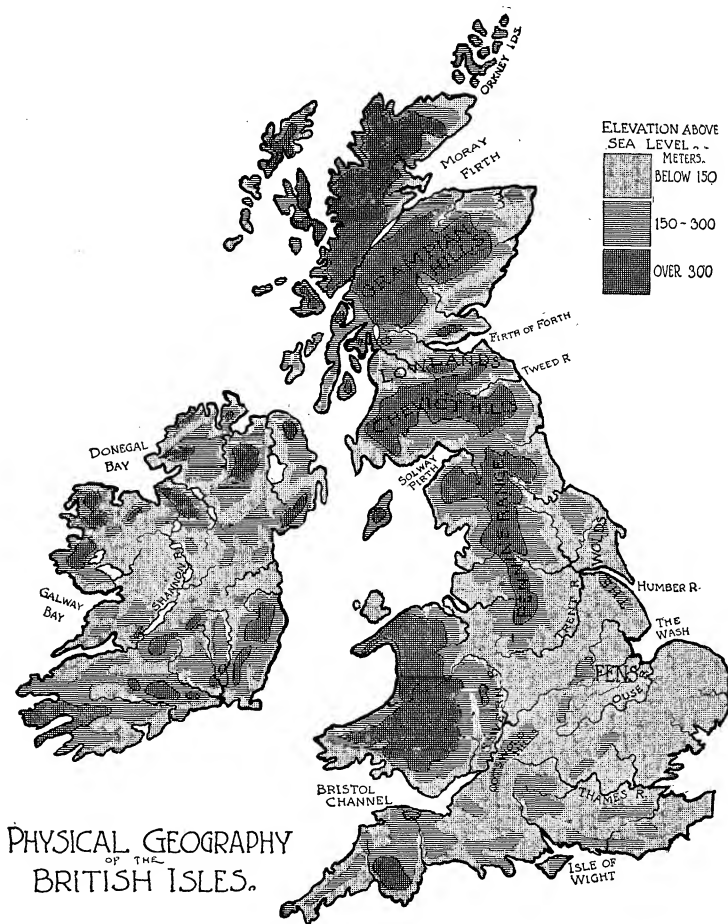 ORKNEY IDS.
ELEVATION ABOVE
SEA LEVEL
METERS.
BELOW 150
150-300
OVER 300
MORAY
FIRTH
GRAMPIAN
HILLS
FIRTH OF FORTH
LOWLANDS
TWEED R
CHEVIOT HILLS
DONEGAL
BAY
SOLWAY
FIRTH
RANGE
WOLDS
GALWAY
BAY
SHANNON
TRENT R.
HUMBER R.
THE
WASH
FENS
OUSE
BRISTOL
CHANNEL
THAMES R.
ISLE OF
WIGHT
PHYSICAL GEOGRAPHY
OF THE
BRITISH ISLES.